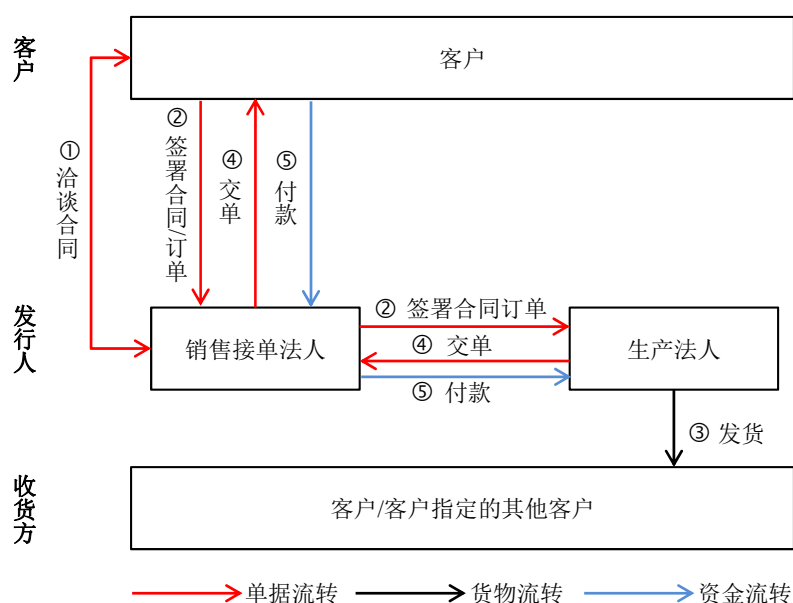 客户
客户
① 洽谈合同
② 签署合同/订单
④ 交单
⑤ 付款
发行人
销售接单法人
② 签署合同订单
④ 交单
⑤ 付款
生产法人
③ 发货
收货方
客户/客户指定的其他客户
单据流转
货物流转
资金流转